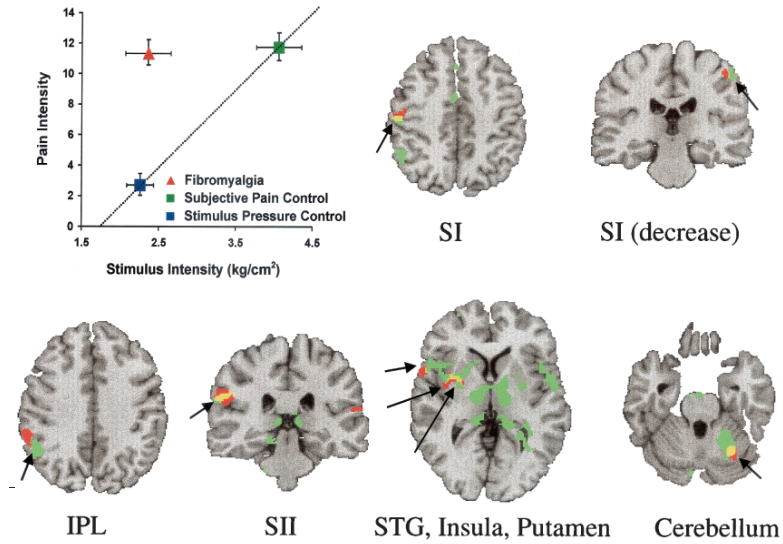 14
12
10
8
6
4
2
0
Pain Intensity
Fibromyalgia
Subjective Pain Control
Stimulus Pressure Control
1.5 2.5 3.5 4.5
Stimulus Intensity (kg/cm²)
SI
SI (decrease)
IPL
SII
STG, Insula, Putamen
Cerebellum